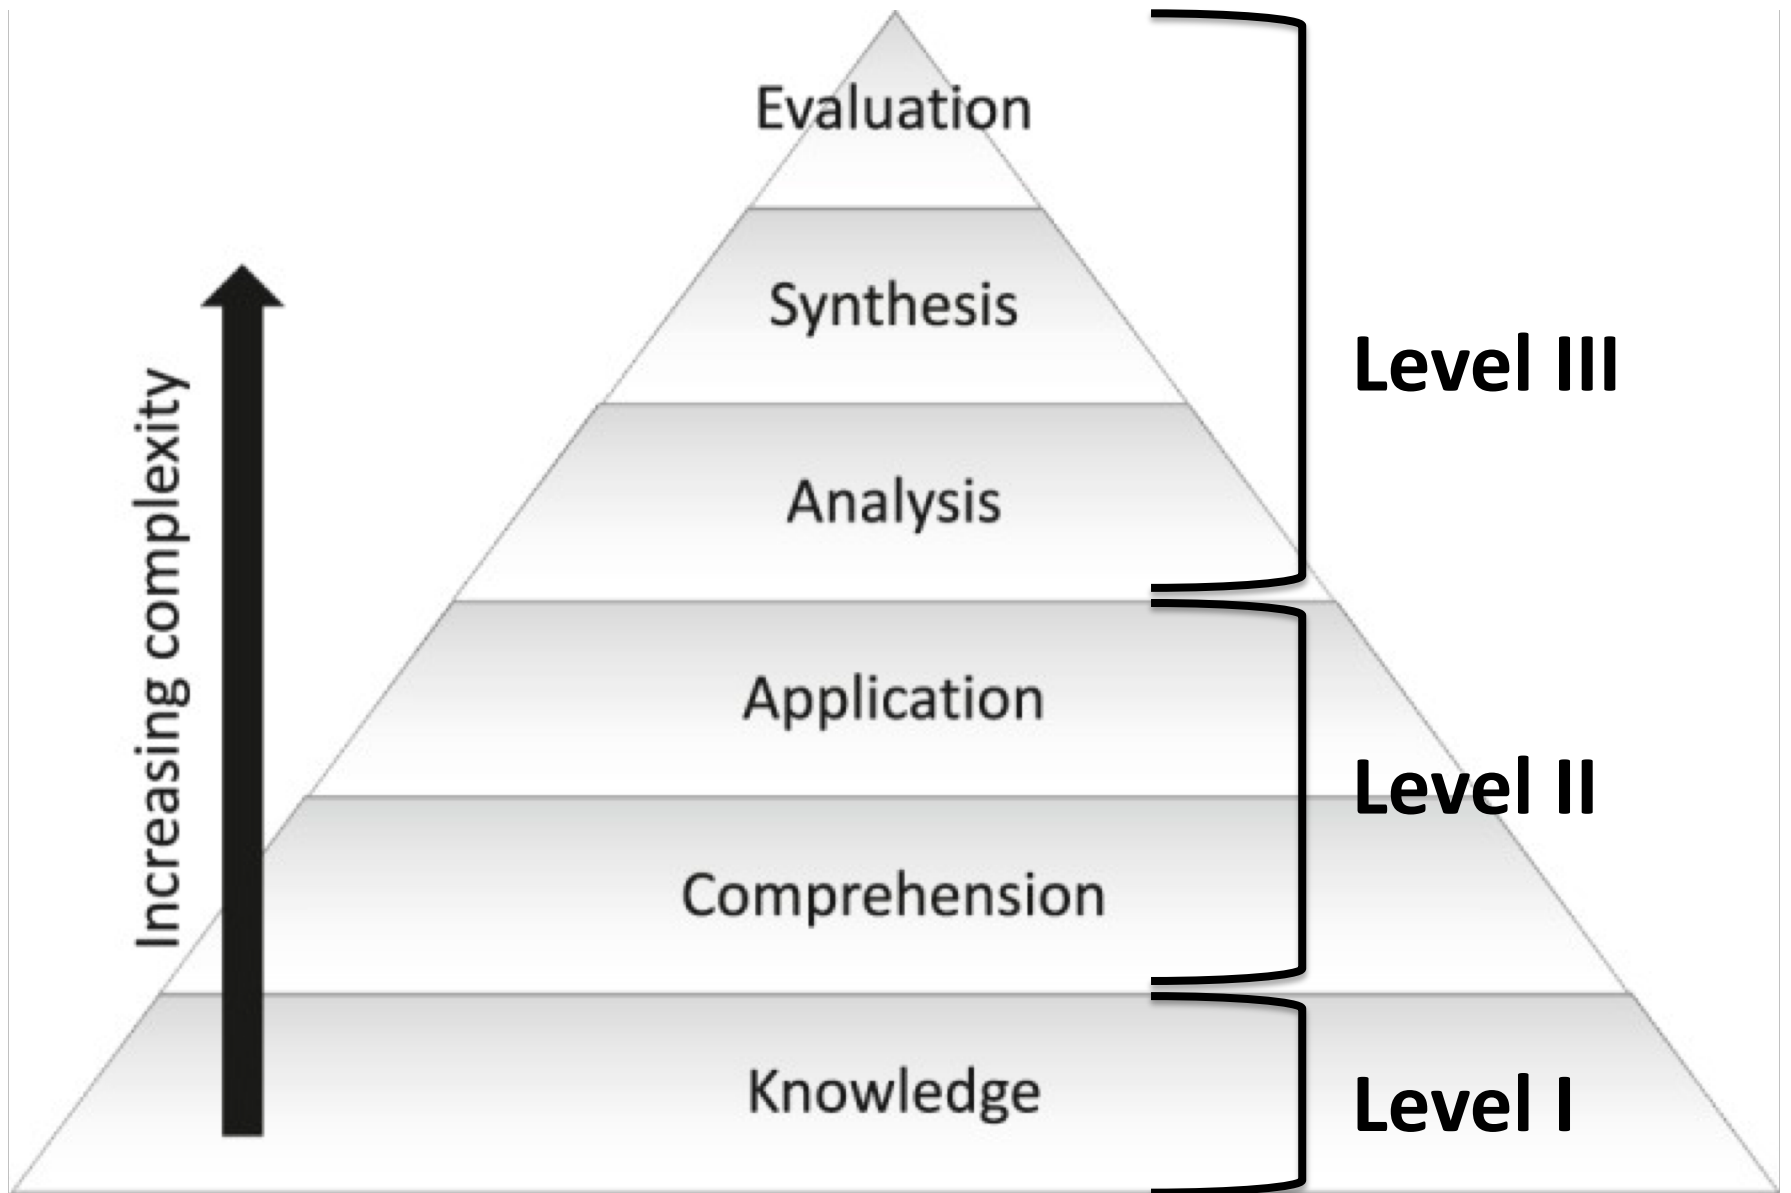 Evaluation
Synthesis
Level III
Analysis
Increasing complexity
Application
Level II
Comprehension
Knowledge
Level I